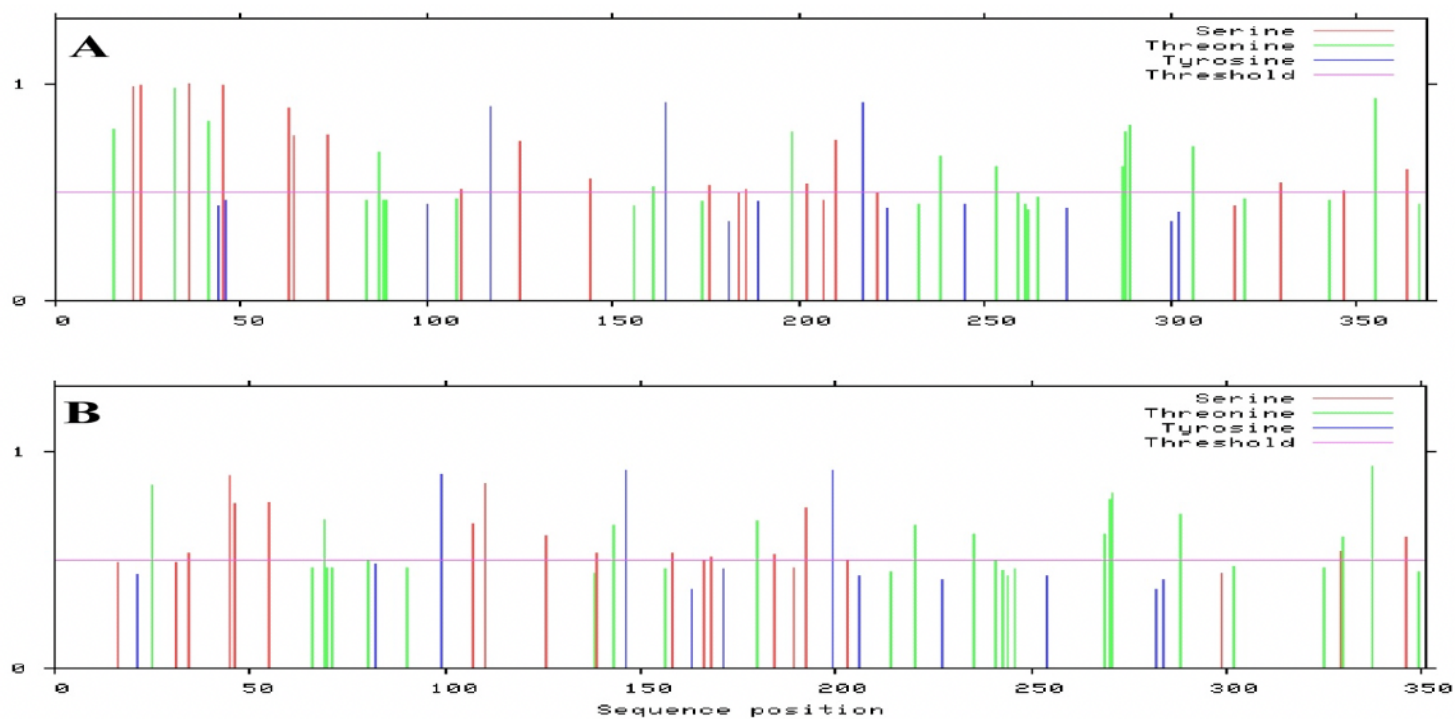 A
Serine
Threonine
Tyrosine
Threshold
1
0
0 50 100 150 200 250 300 350
B
Serine
Threonine
Tyrosine
Threshold
1
0
0 50 100 150 200 250 300 350
Sequence position